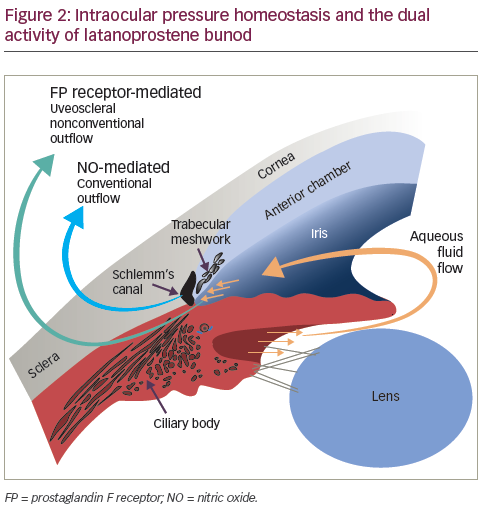 Figure 2: Intraocular pressure homeostasis and the dual
activity of latanoprostene bunod
FP receptor-mediated
Uveoscleral
nonconventional
outflow
NO-mediated
Conventional
outflow
Cornea
Anterior chamber
Trabecular
meshwork
Iris
Aqueous
fluid
flow
Schlemm's
canal
Sclera
Lens
Ciliary body
FP = prostaglandin F receptor; NO = nitric oxide.